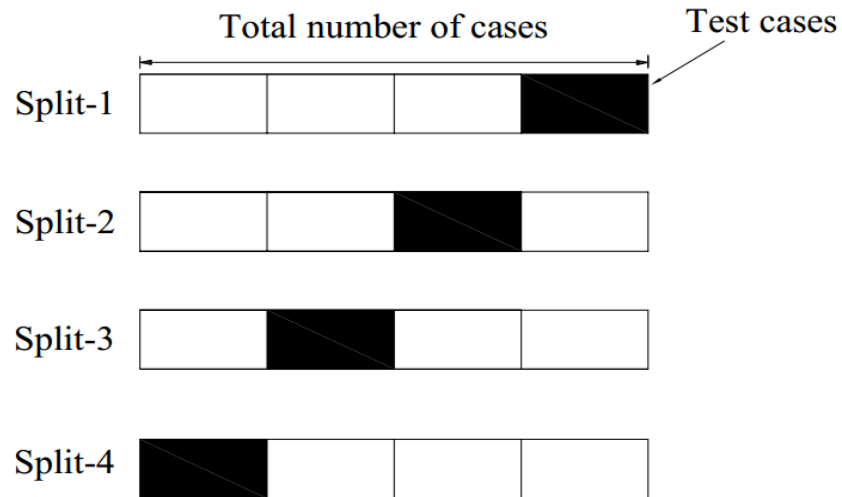 Total number of cases
Test cases
Split-1
Split-2
Split-3
Split-4